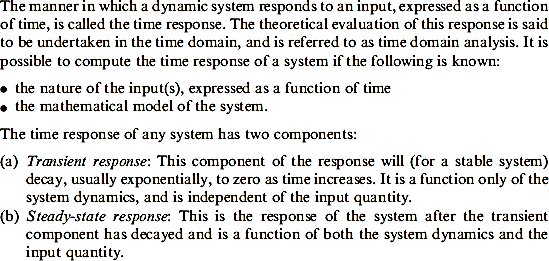 The manner in which a dynamic system responds to an input, expressed as a function
of time, is called the time response. The theoretical evaluation of this response is said
to be undertaken in the time domain, and is referred to as time domain analysis. It is
possible to compute the time response of a system if the following is known:
● the nature of the input(s), expressed as a function of time
● the mathematical model of the system.
The time response of any system has two components:
(a) Transient response: This component of the response will (for a stable system)
decay, usually exponentially, to zero as time increases. It is a function only of the
system dynamics, and is independent of the input quantity.
(b) Steady-state response: This is the response of the system after the transient
component has decayed and is a function of both the system dynamics and the
input quantity.